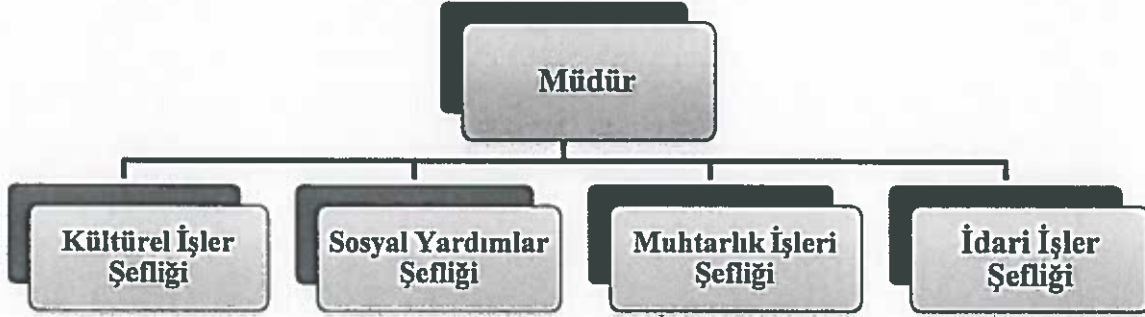 Müdür
Kültürel İşler
Şefliği
Sosyal Yardımlar
Şefliği
Muhtarlık İşleri
Şefliği
İdari İşler
Şefliği